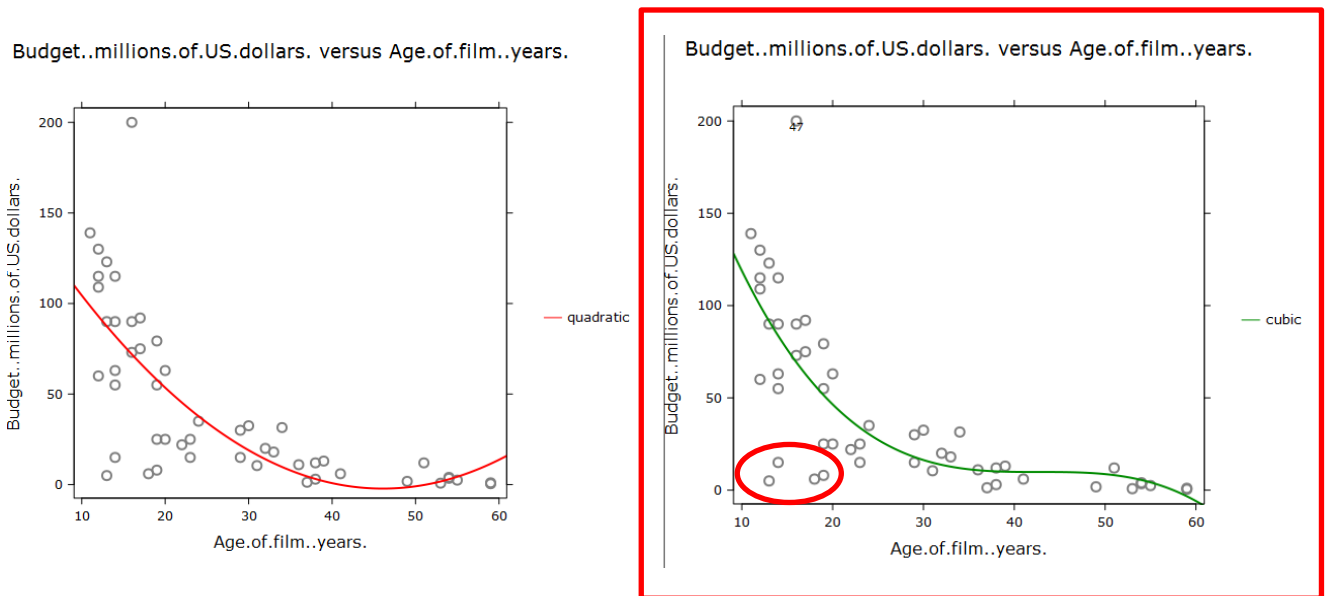 Budget..millions.of.US.dollars. versus Age.of.film..years.
200
150
100
50
0
10 20 30 40 50 60
Budget..millions.of.US.dollars.
Age.of.film..years.
quadratic
Budget..millions.of.US.dollars. versus Age.of.film..years.
47
200
150
100
50
0
10 20 30 40 50 60
Budget..millions.of.US.dollars.
Age.of.film..years.
cubic